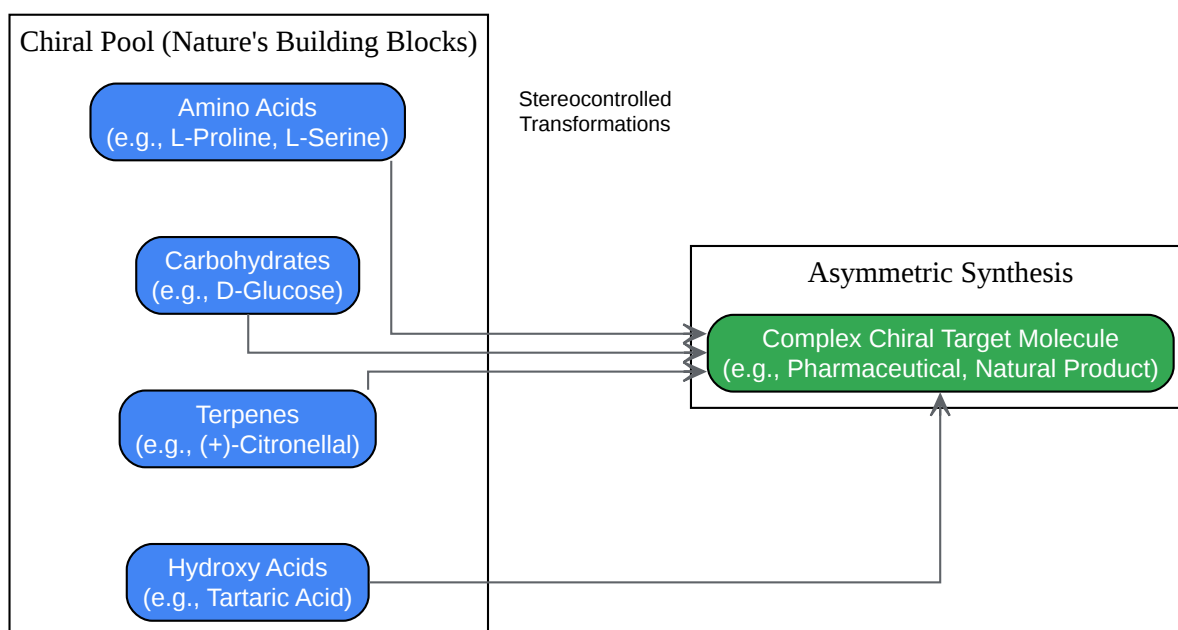 Chiral Pool (Nature's Building Blocks)
Amino Acids
(e.g., L-Proline, L-Serine)
Stereocontrolled
Transformations
Carbohydrates
(e.g., D-Glucose)
Asymmetric Synthesis
Complex Chiral Target Molecule
(e.g., Pharmaceutical, Natural Product)
Terpenes
(e.g., (+)-Citronellal)
Hydroxy Acids
(e.g., Tartaric Acid)